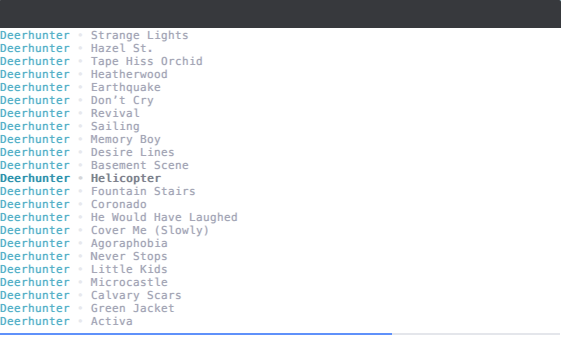 Deerhunter • Strange Lights
Deerhunter • Hazel St.
Deerhunter • Tape Hiss Orchid
Deerhunter • Heatherwood
Deerhunter • Earthquake
Deerhunter • Don't Cry
Deerhunter • Revival
Deerhunter • Sailing
Deerhunter • Memory Boy
Deerhunter • Desire Lines
Deerhunter • Basement Scene
Deerhunter • Helicopter
Deerhunter • Fountain Stairs
Deerhunter • Coronado
Deerhunter • He Would Have Laughed
Deerhunter • Cover Me (Slowly)
Deerhunter • Agoraphobia
Deerhunter • Never Stops
Deerhunter • Little Kids
Deerhunter • Microcastle
Deerhunter • Calvary Scars
Deerhunter • Green Jacket
Deerhunter • Activa